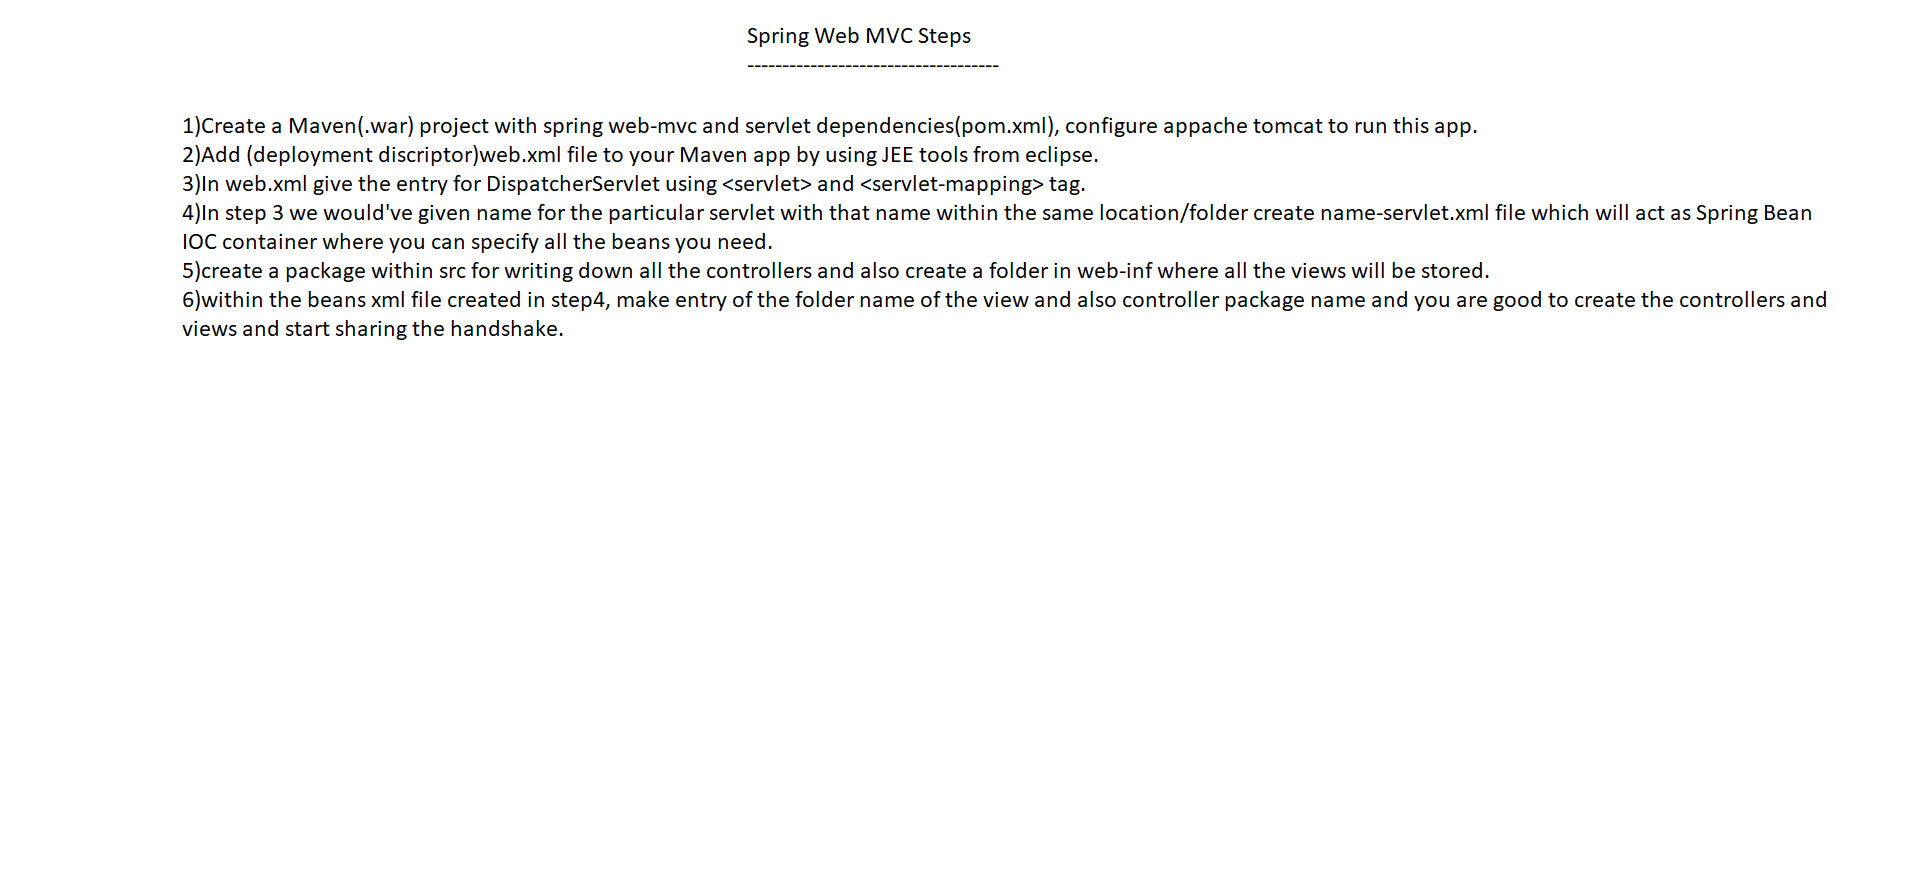 Spring Web MVC Steps
------------------------------------
1)Create a Maven(.war) project with spring web-mvc and servlet dependencies(pom.xml), configure appache tomcat to run this app.
2)Add (deployment discriptor)web.xml file to your Maven app by using JEE tools from eclipse.
3)In web.xml give the entry for DispatcherServlet using <servlet> and <servlet-mapping> tag.
4)In step 3 we would've given name for the particular servlet with that name within the same location/folder create name-servlet.xml file which will act as Spring Bean
IOC container where you can specify all the beans you need.
5)create a package within src for writing down all the controllers and also create a folder in web-inf where all the views will be stored.
6)within the beans xml file created in step4, make entry of the folder name of the view and also controller package name and you are good to create the controllers and
views and start sharing the handshake.